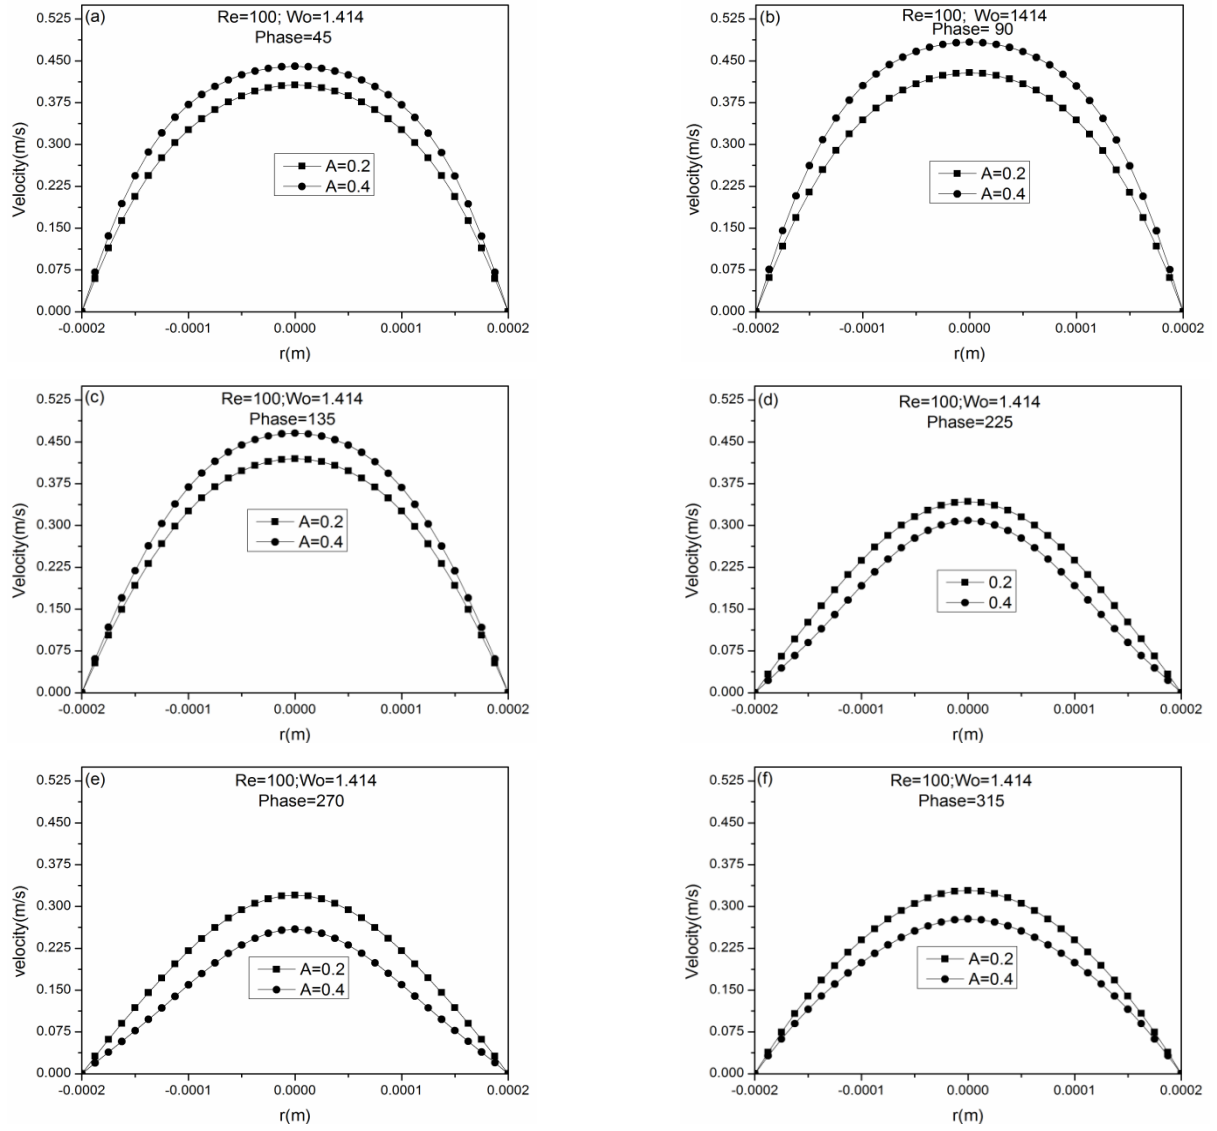 (a)
Re=100; Wo=1.414
Phase=45
0.525
0.450
0.375
0.300
0.225
0.150
0.075
0.000
Velocity(m/s)
A=0.2
A=0.4
-0.0002 -0.0001 0.0000 0.0001 0.0002
r(m)
(b)
Re=100; Wo=1414
Phase= 90
0.525
0.450
0.375
0.300
0.225
0.150
0.075
0.000
velocity(m/s)
A=0.2
A=0.4
-0.0002 -0.0001 0.0000 0.0001 0.0002
r(m)
(c)
Re=100;Wo=1.414
Phase=135
0.525
0.450
0.375
0.300
0.225
0.150
0.075
0.000
Velocity(m/s)
A=0.2
A=0.4
-0.0002 -0.0001 0.0000 0.0001 0.0002
r(m)
(d)
Re=100;Wo=1.414
Phase=225
0.525
0.450
0.375
0.300
0.225
0.150
0.075
0.000
Velocity(m/s)
0.2
0.4
-0.0002 -0.0001 0.0000 0.0001 0.0002
r(m)
(e)
Re=100;Wo=1.414
Phase=270
0.525
0.450
0.375
0.300
0.225
0.150
0.075
0.000
velocity(m/s)
A=0.2
A=0.4
-0.0002 -0.0001 0.0000 0.0001 0.0002
r(m)
(f)
Re=100;Wo=1.414
Phase=315
0.525
0.450
0.375
0.300
0.225
0.150
0.075
0.000
Velocity(m/s)
A=0.2
A=0.4
-0.0002 -0.0001 0.0000 0.0001 0.0002
r(m)